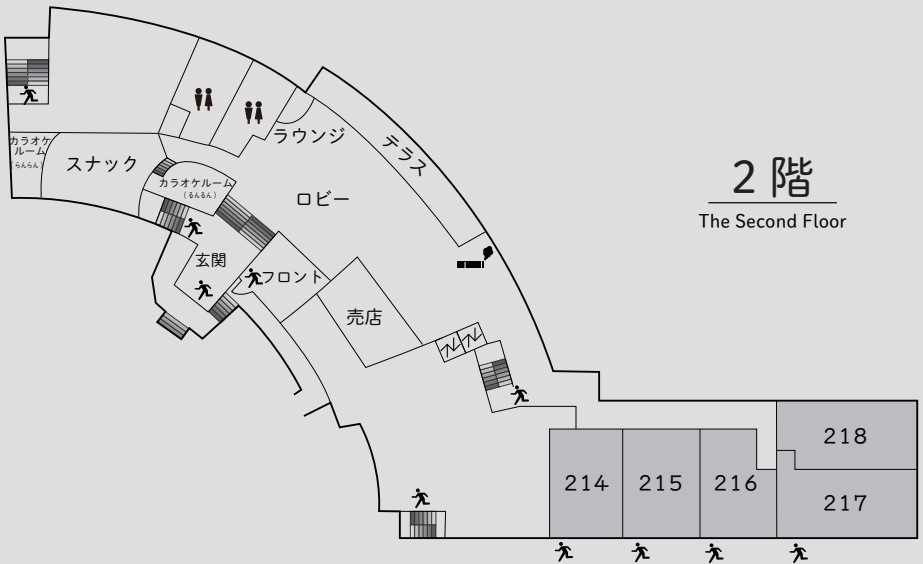 2 階
The Second Floor
ラウンジ
テラス
カラオケ
ルーム
(らんらん)
スナック
カラオケルーム
(るんるん)
ロビー
玄関
フロント
売店
218
214
215
216
217